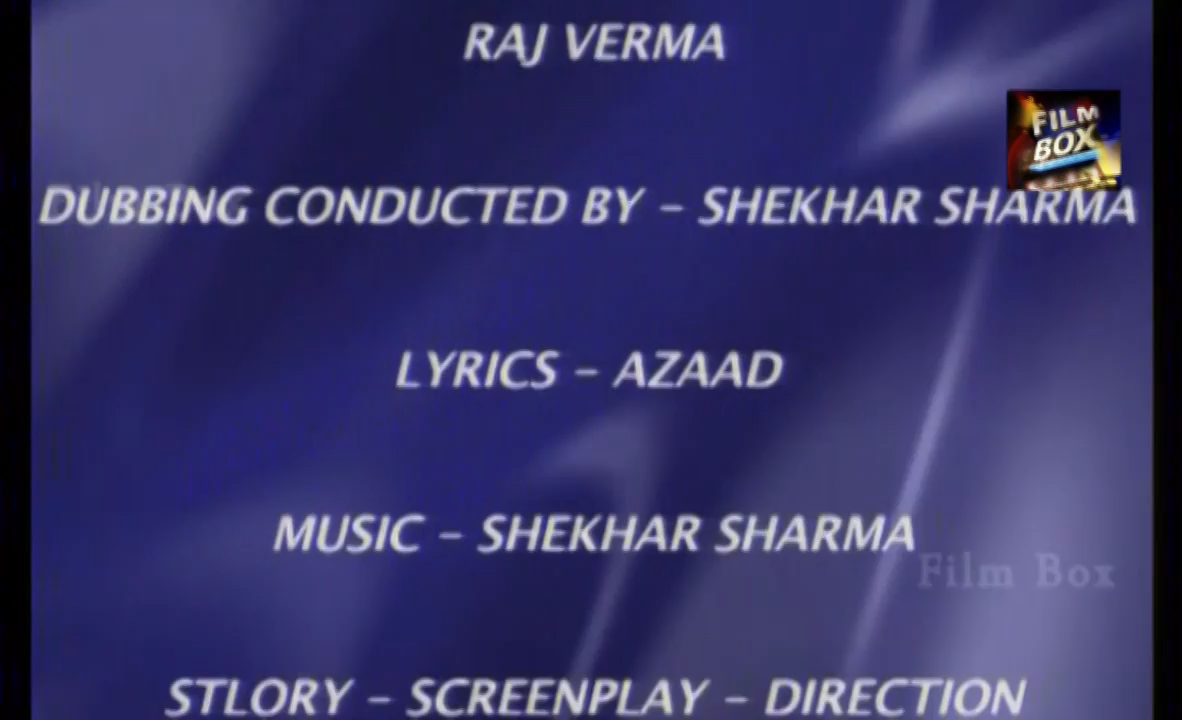 RAJ VERMA
FILM
BOX
DUBBING CONDUCTED BY – SHEKHAR SHARMA
LYRICS – AZAAD
MUSIC – SHEKHAR SHARMA
Film Box
STLORY – SCREENPLAY – DIRECTION